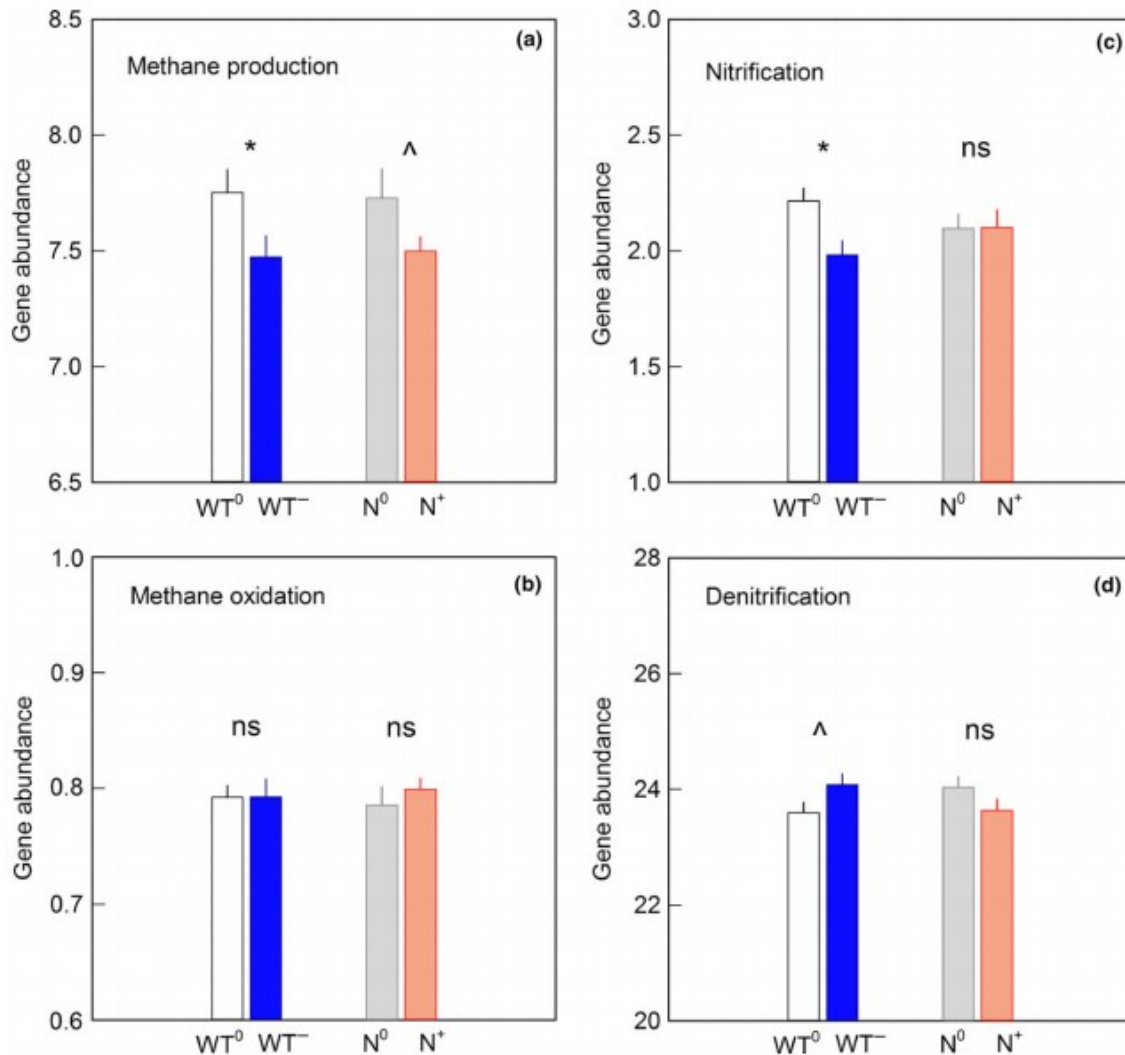 (a)
Methane production
Gene abundance
8.5
8.0
7.5
7.0
6.5
*
^
WT⁰ WT⁻ N⁰ N⁺
(c)
Nitrification
Gene abundance
3.0
2.5
2.0
1.5
1.0
*
ns
WT⁰ WT⁻ N⁰ N⁺
(b)
Methane oxidation
Gene abundance
1.0
0.9
0.8
0.7
0.6
ns
ns
WT⁰ WT⁻ N⁰ N⁺
(d)
Denitrification
Gene abundance
28
26
24
22
20
^
ns
WT⁰ WT⁻ N⁰ N⁺